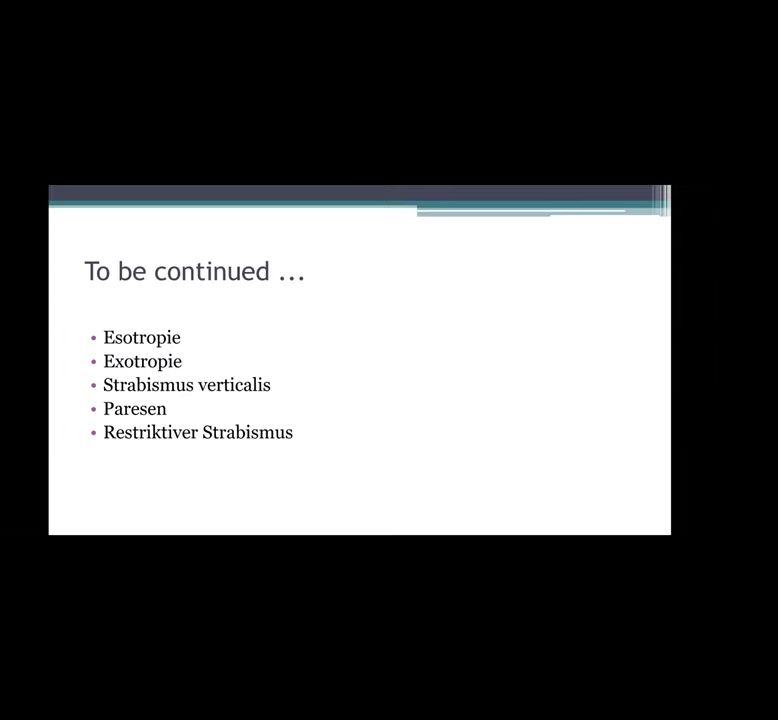 To be continued ...
• Esotropie
• Exotropie
• Strabismus verticalis
• Paresen
• Restriktiver Strabismus